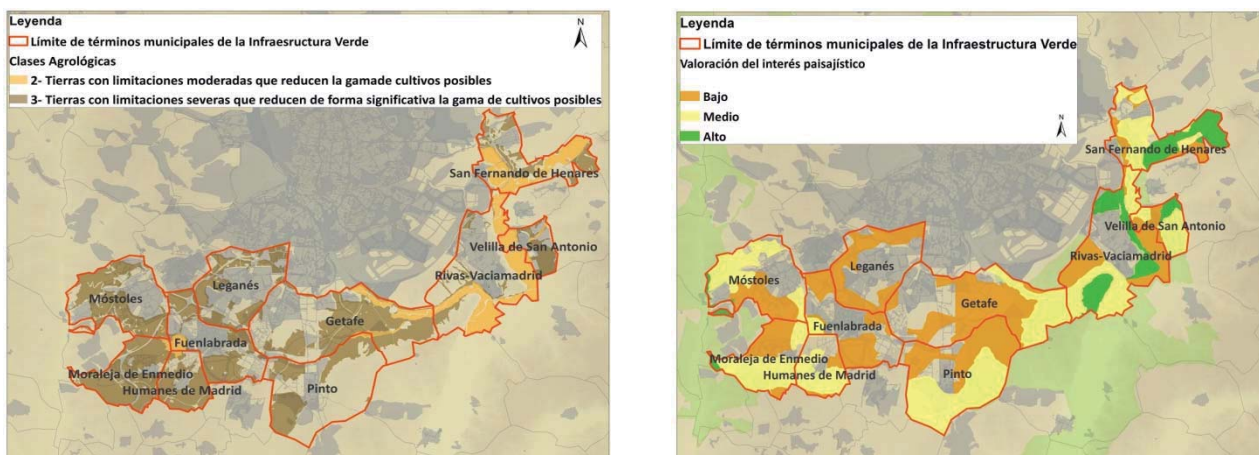 Leyenda
Límite de términos municipales de la Infraesructura Verde
Clases Agrológicas
2- Tierras con limitaciones moderadas que reducen la gamade cultivos posibles
3- Tierras con limitaciones severas que reducen de forma significativa la gama de cultivos posibles
N
San Fernando de Henares
Velilla de San Antonio
Rivas-Vaciamadrid
Leganés
Móstoles
Getafe
Fuenlabrada
Moraleja de Enmedio
Humanes de Madrid
Pinto
Leyenda
Límite de términos municipales de la Infraestructura Verde
Valoración del interés paisajístico
Bajo
Medio
Alto
N
San Fernando de Henares
Velilla de San Antonio
Rivas-Vaciamadrid
Leganés
Móstoles
Getafe
Fuenlabrada
Moraleja de Enmedio
Humanes de Madrid
Pinto